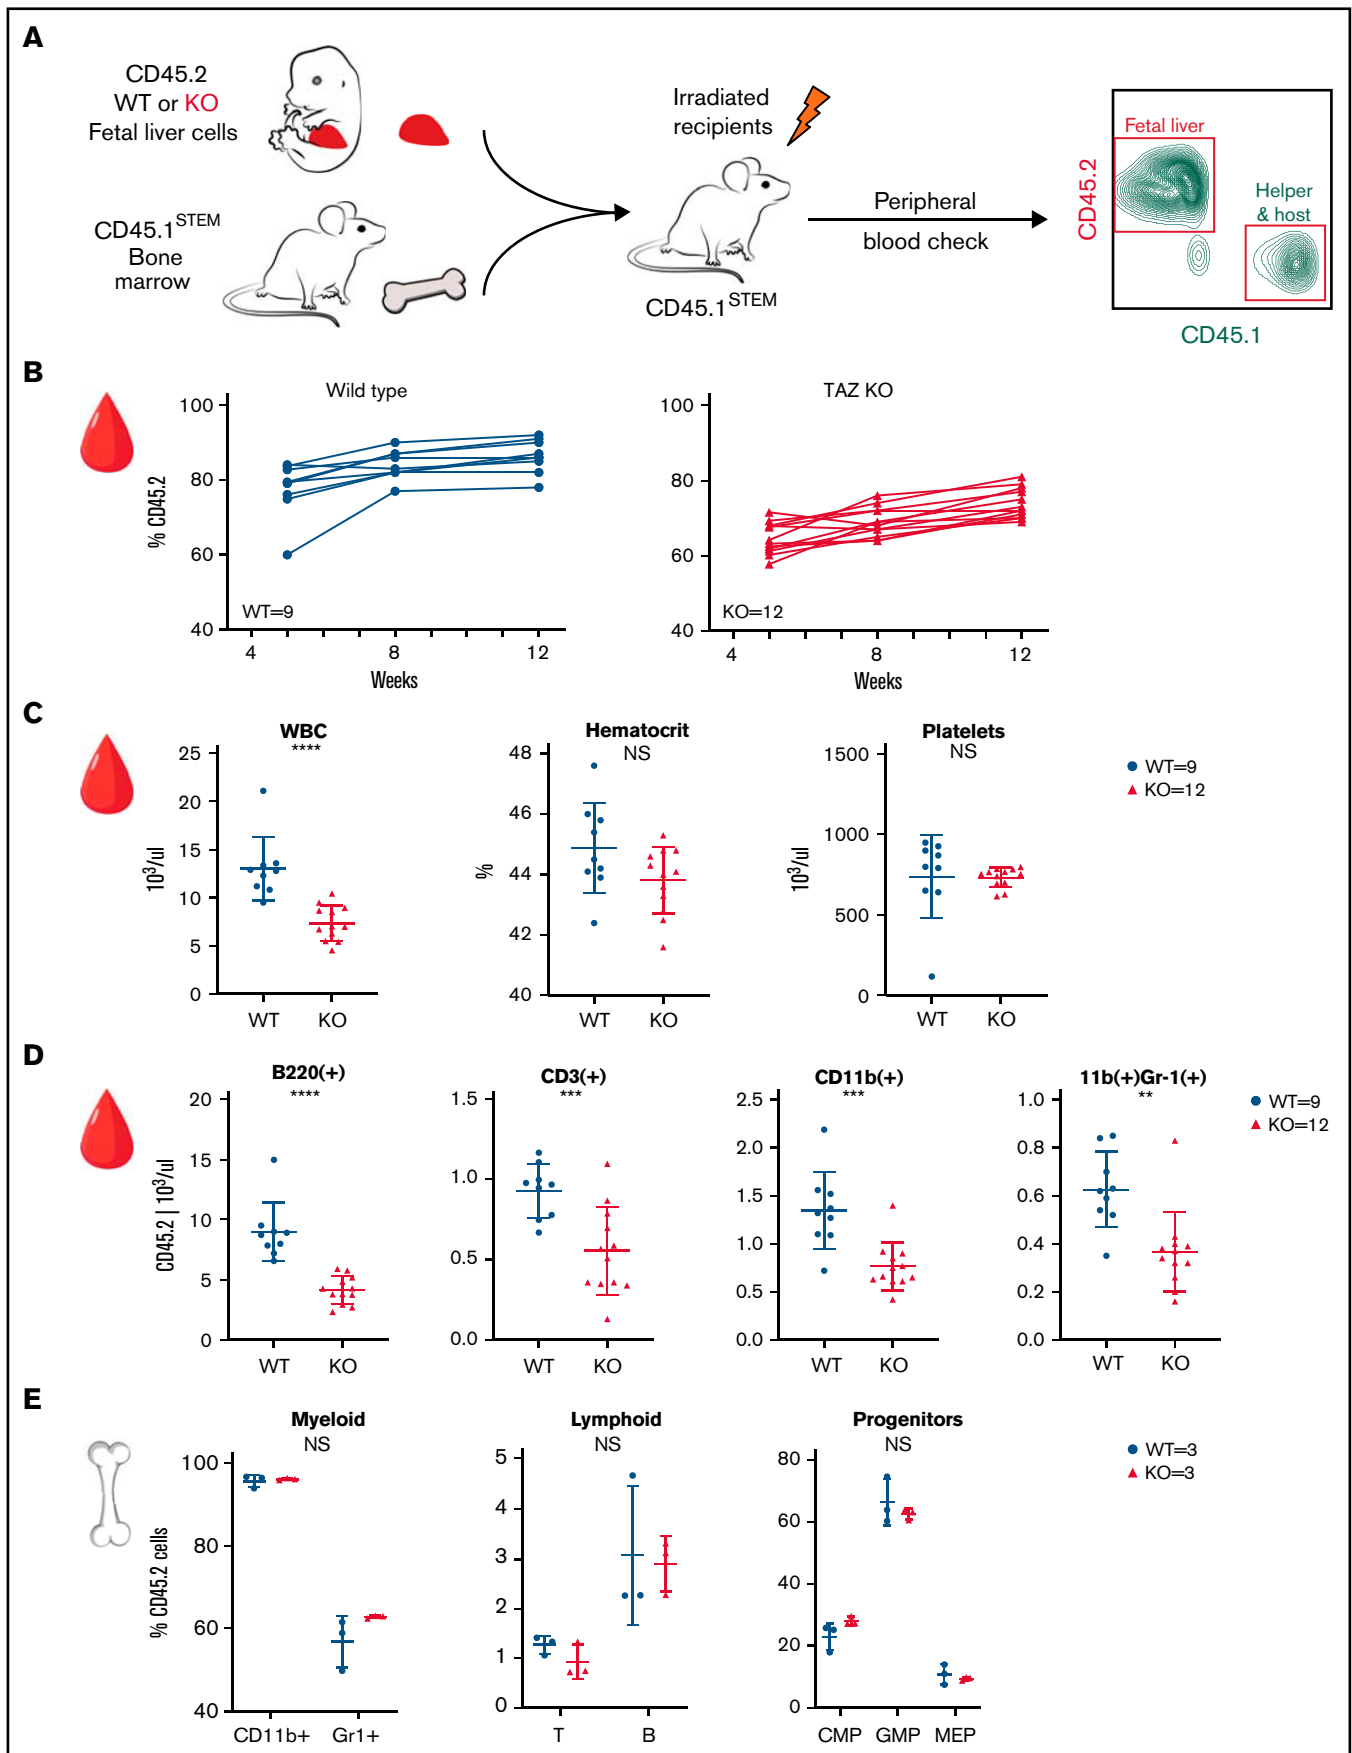 A
CD45.2
WT or KO
Fetal liver cells
CD45.1STEM
Bone
marrow
Irradiated
recipients
CD45.1STEM
Peripheral
blood check
CD45.2
Fetal liver
Helper
& host
CD45.1
B
Wild type
% CD45.2
100
80
60
40
WT=9
4 8 12
Weeks
TAZ KO
100
80
60
40
KO=12
4 8 12
Weeks
C
WBC
****
10³/ul
25
20
15
10
5
0
WT KO
Hematocrit
NS
%
48
46
44
42
40
WT KO
Platelets
NS
10³/ul
1500
1000
500
0
WT KO
WT=9
KO=12
D
B220(+)
****
CD45.2 | 10³/ul
20
15
10
5
0
WT KO
CD3(+)
***
1.5
1.0
0.5
0.0
WT KO
CD11b(+)
***
2.5
2.0
1.5
1.0
0.5
0.0
WT KO
11b(+)Gr-1(+)
**
1.0
0.8
0.6
0.4
0.2
0.0
WT KO
WT=9
KO=12
E
Myeloid
NS
% CD45.2 cells
100
80
60
40
CD11b+ Gr1+
Lymphoid
NS
5
4
3
2
1
0
T B
Progenitors
NS
80
60
40
20
0
CMP GMP MEP
WT=3
KO=3